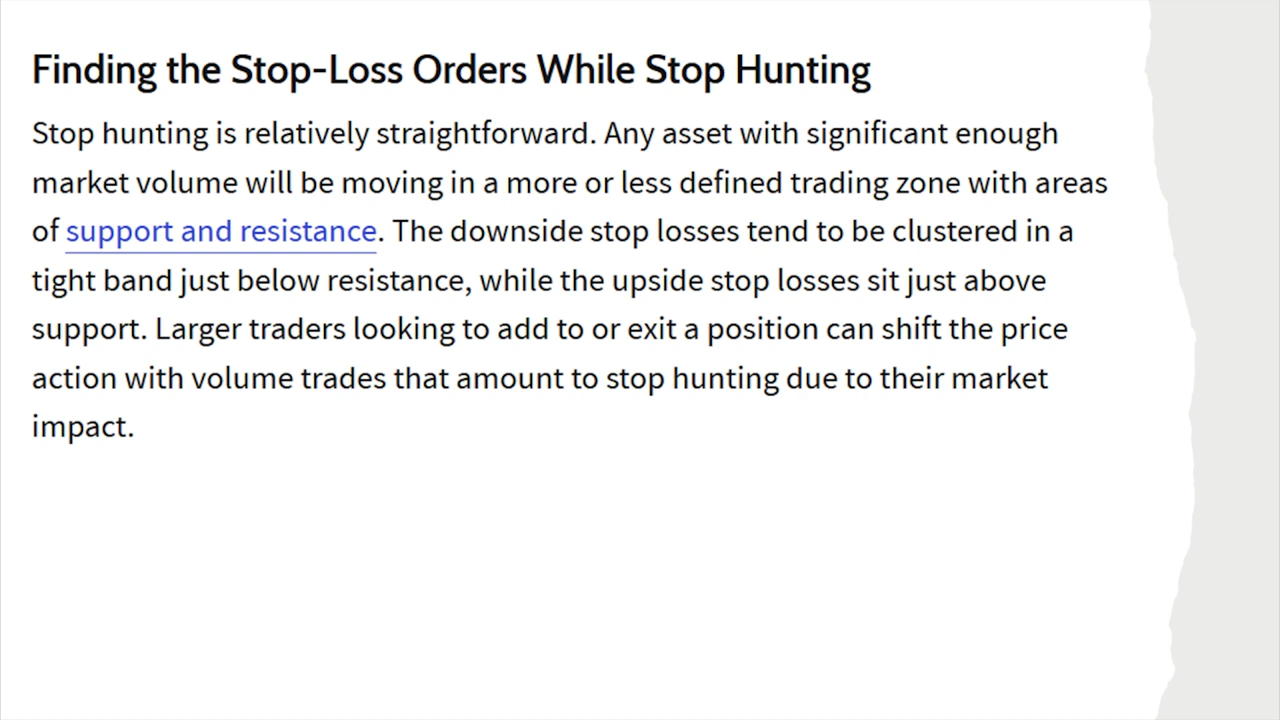 Finding the Stop-Loss Orders While Stop Hunting
Stop hunting is relatively straightforward. Any asset with significant enough
market volume will be moving in a more or less defined trading zone with areas
of support and resistance. The downside stop losses tend to be clustered in a
tight band just below resistance, while the upside stop losses sit just above
support. Larger traders looking to add to or exit a position can shift the price
action with volume trades that amount to stop hunting due to their market
impact.